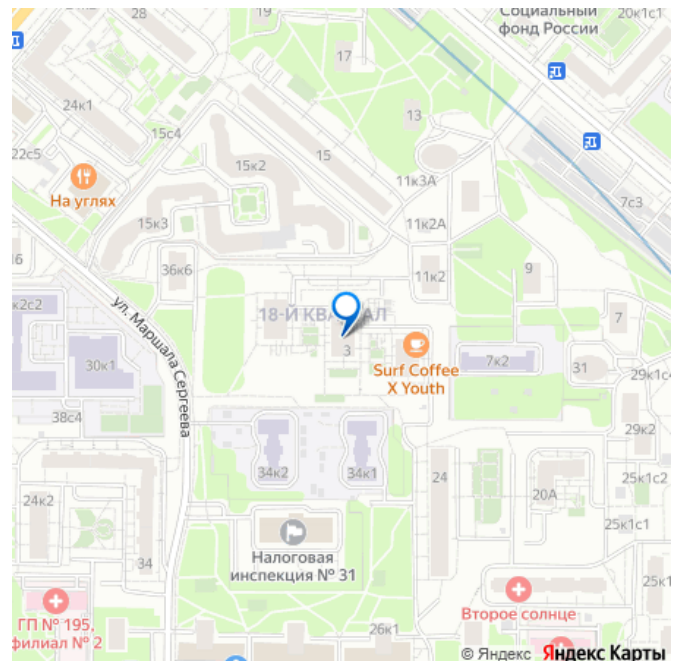 Социальный
фонд России
20к1с1
28
17
24к1
15с4
13
15к2
15
22с5
На углях
11к3А
7с3
15к3
11к2А
36к6
11к2
9
к2с2
18-Й КВАРТАЛ
7
ул. Маршала Сергеева
3
Surf Coffee
X Youth
7к2
31
30к1
29к1с4
38с4
29к2
34к2
34к1
24
25к1с2
24к2
20А
25к1с1
34
Налоговая
инспекция № 31
25к1
ГП № 195,
филиал № 2
Второе солнце
26к1
© Яндекс Яндекс Карты